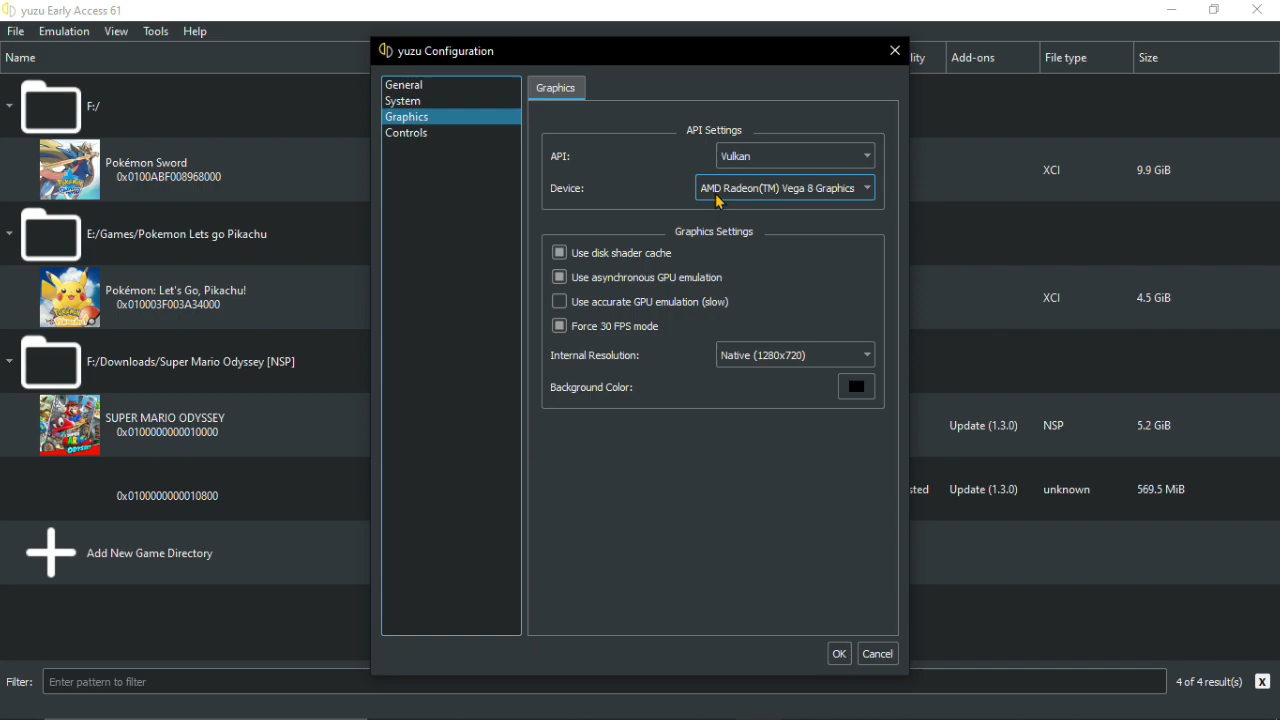 yuzu Early Access 61
File Emulation View Tools Help
Name
lity
Add-ons
File type
Size
F:/
Pokémon Sword
0x0100ABF008968000
XCI
9.9 GiB
E:/Games/Pokemon Lets go Pikachu
Pokémon: Let's Go, Pikachu!
0x010003F003A34000
XCI
4.5 GiB
F:/Downloads/Super Mario Odyssey [NSP]
SUPER MARIO ODYSSEY
0x0100000000010000
Update (1.3.0)
NSP
5.2 GiB
0x0100000000010800
sted
Update (1.3.0)
unknown
569.5 MiB
Add New Game Directory
Filter:
Enter pattern to filter
4 of 4 result(s)
X
yuzu Configuration
General
System
Graphics
Controls
Graphics
API Settings
API:
Vulkan
Device:
AMD Radeon(TM) Vega 8 Graphics
Graphics Settings
Use disk shader cache
Use asynchronous GPU emulation
Use accurate GPU emulation (slow)
Force 30 FPS mode
Internal Resolution:
Native (1280x720)
Background Color:
OK
Cancel